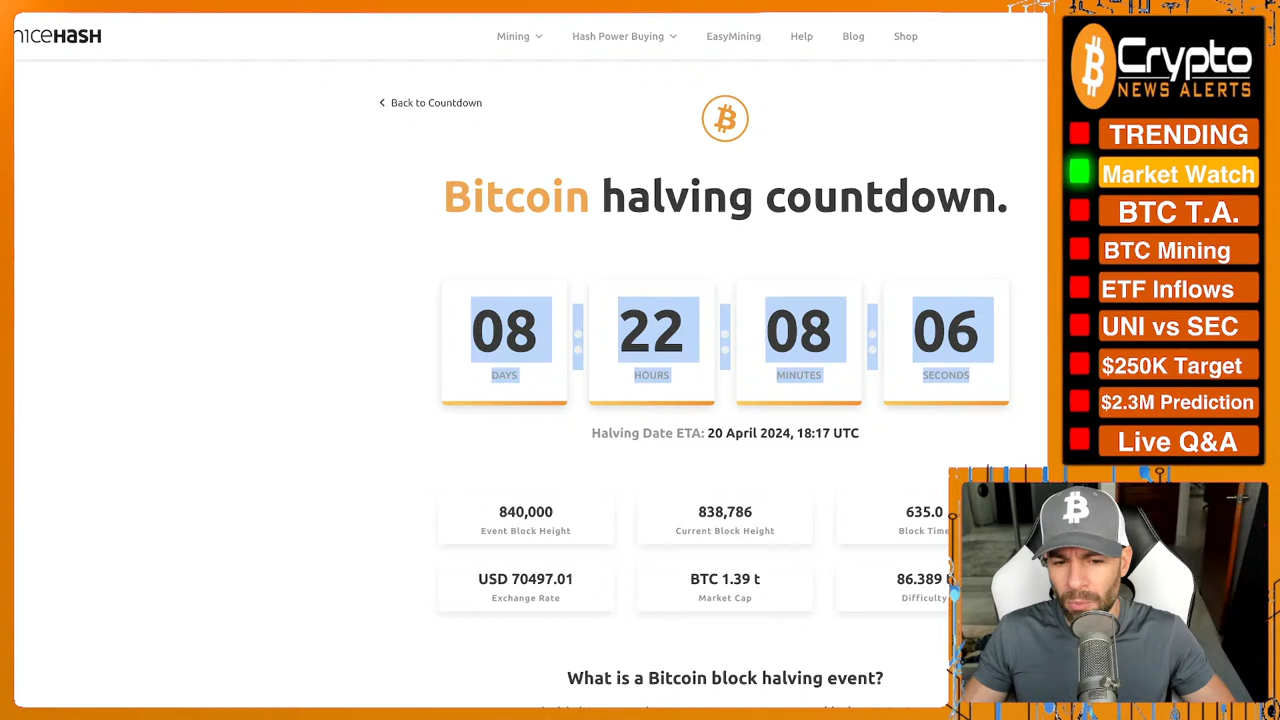 nıceHASH
Mining
Hash Power Buying
EasyMining
Help
Blog
Shop
Back to Countdown
Bitcoin halving countdown.
08 : 22 : 08 : 06
DAYS HOURS MINUTES SECONDS
Halving Date ETA: 20 April 2024, 18:17 UTC
840,000
Event Block Height
838,786
Current Block Height
635.0
Block Time
USD 70497.01
Exchange Rate
BTC 1.39 t
Market Cap
86.389
Difficulty
What is a Bitcoin block halving event?
Crypto
NEWS ALERTS
TRENDING
Market Watch
BTC T.A.
BTC Mining
ETF Inflows
UNI vs SEC
$250K Target
$2.3M Prediction
Live Q&A